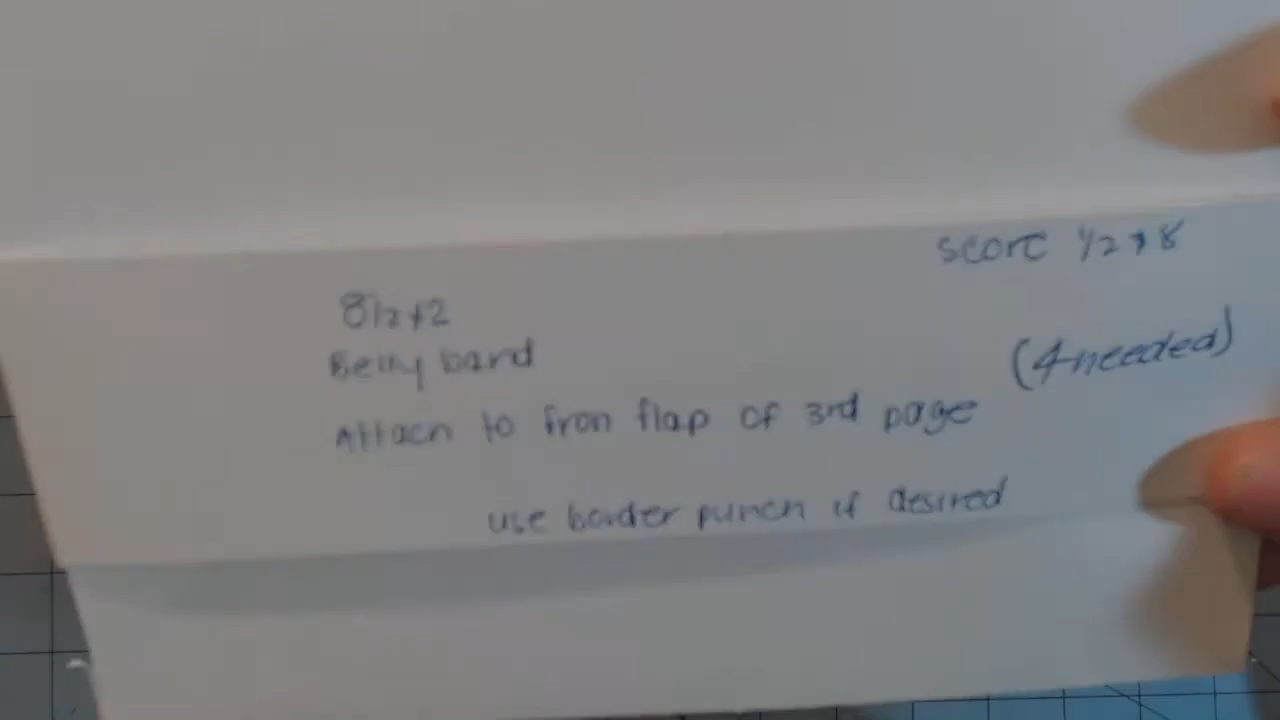 score 1/2 & 8
8 1/2 x 2
Belly band
(4 needed)
Attach to fron flap of 3rd page
use border punch if desired